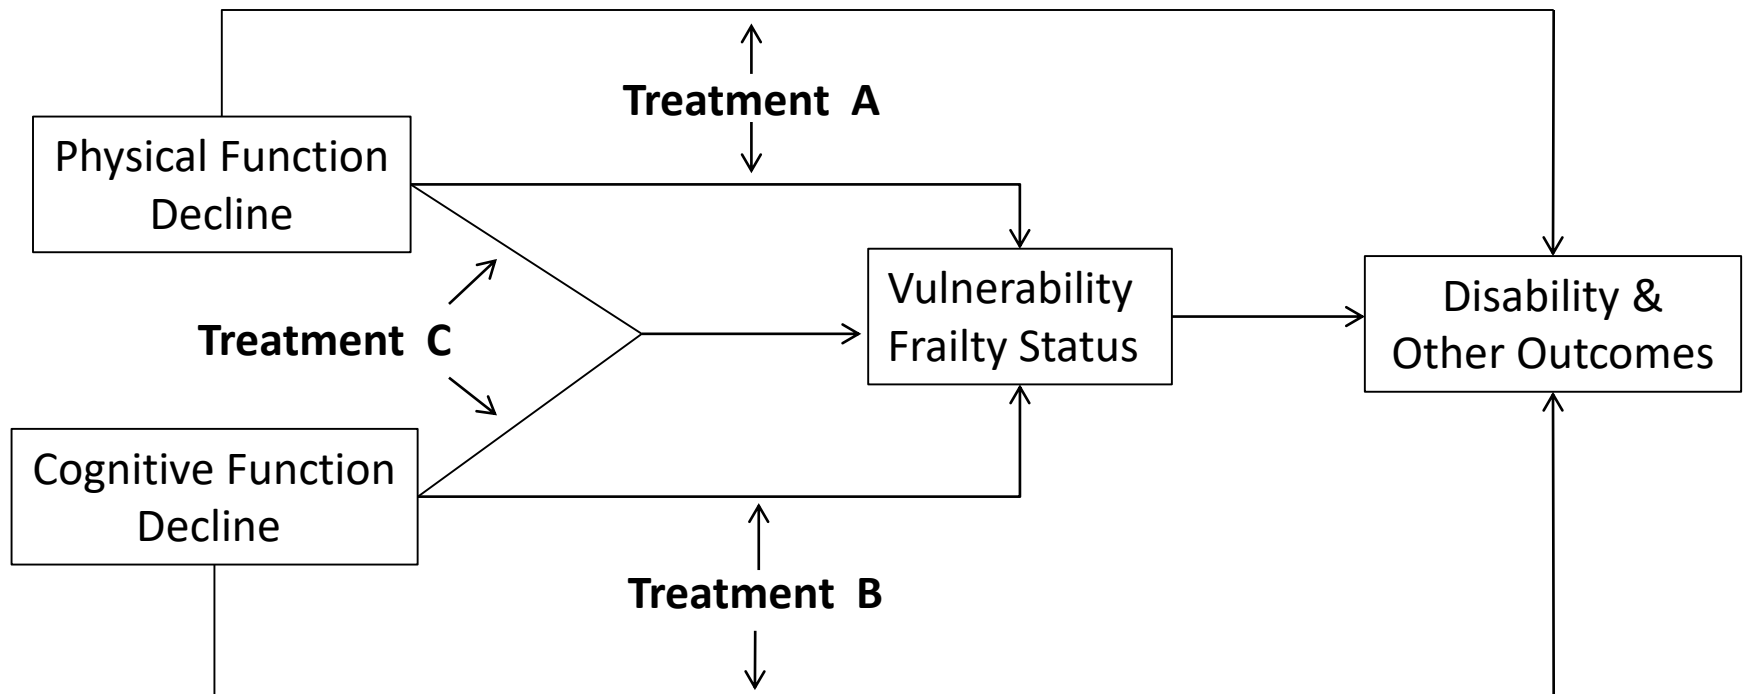 Treatment A
Physical Function
Decline
Vulnerability
Frailty Status
Disability &
Other Outcomes
Treatment C
Cognitive Function
Decline
Treatment B